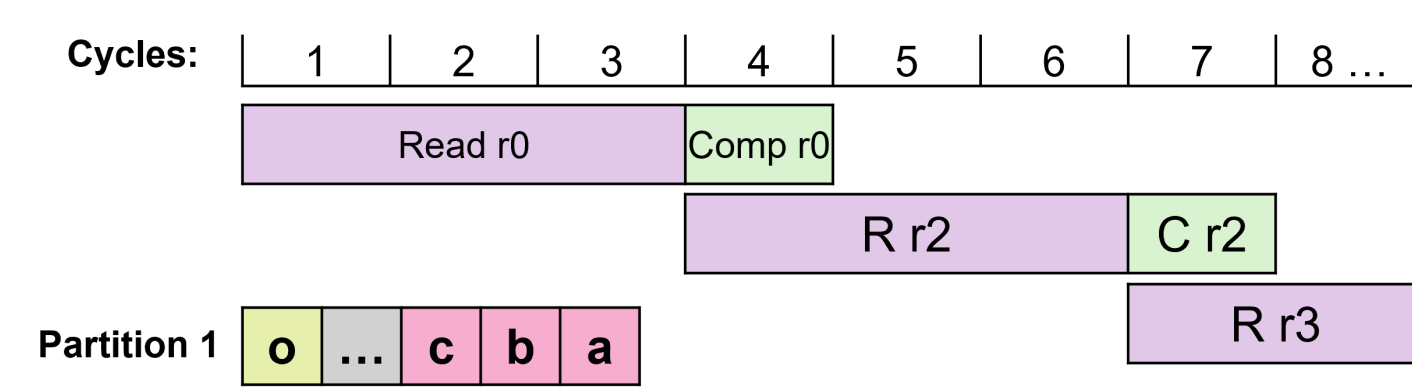 Cycles: 1 2 3 4 5 6 7 8 ...
Read r0 Comp r0
R r2 C r2
R r3
Partition 1 o ... c b a